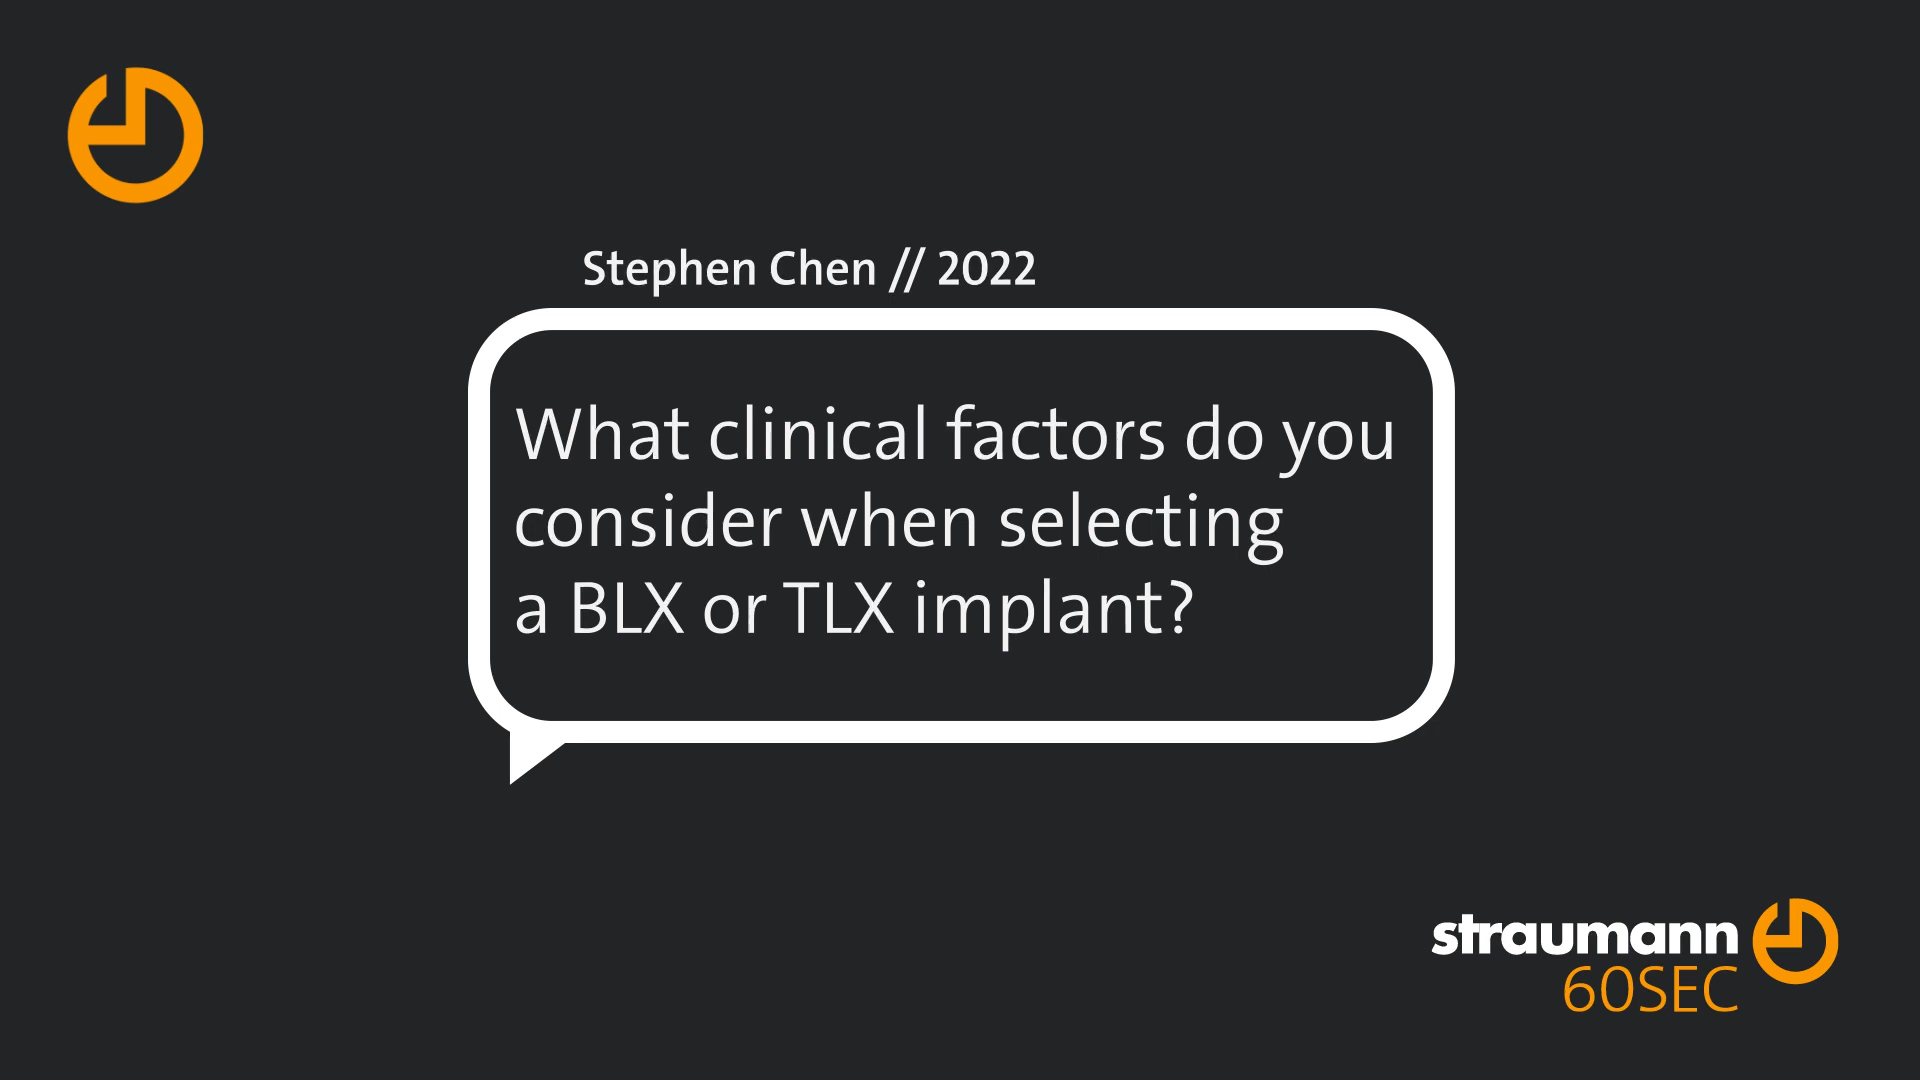 Stephen Chen // 2022
What clinical factors do you
consider when selecting
a BLX or TLX implant?
straumann
60SEC